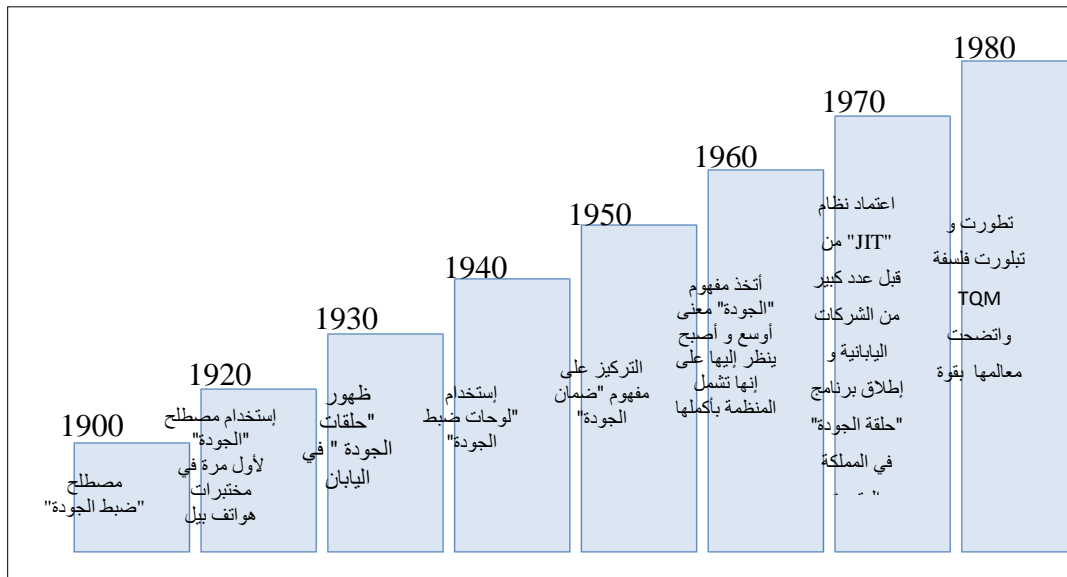 1900
مصطلح
"ضبط الجودة"
1920
إستخدام مصطلح
"الجودة"
لأول مرة في
مختبرات
هواتف بيل
1930
ظهور
"حلقات
الجودة " في
اليابان
1940
إستخدام
"لوحات ضبط
الجودة"
1950
التركيز على
مفهوم "ضمان
الجودة"
1960
أتخذ مفهوم
"الجودة" معنى
أوسع و أصبح
ينظر إليها على
إنها تشمل
المنظمة بأكملها
1970
اعتماد نظام
"JIT" من
قبل عدد كبير
من الشركات
اليابانية و
إطلاق برنامج
"حلقة الجودة"
في المملكة
1980
تطورت و
تبلورت فلسفة
TQM
واتضحت
معالمها بقوة